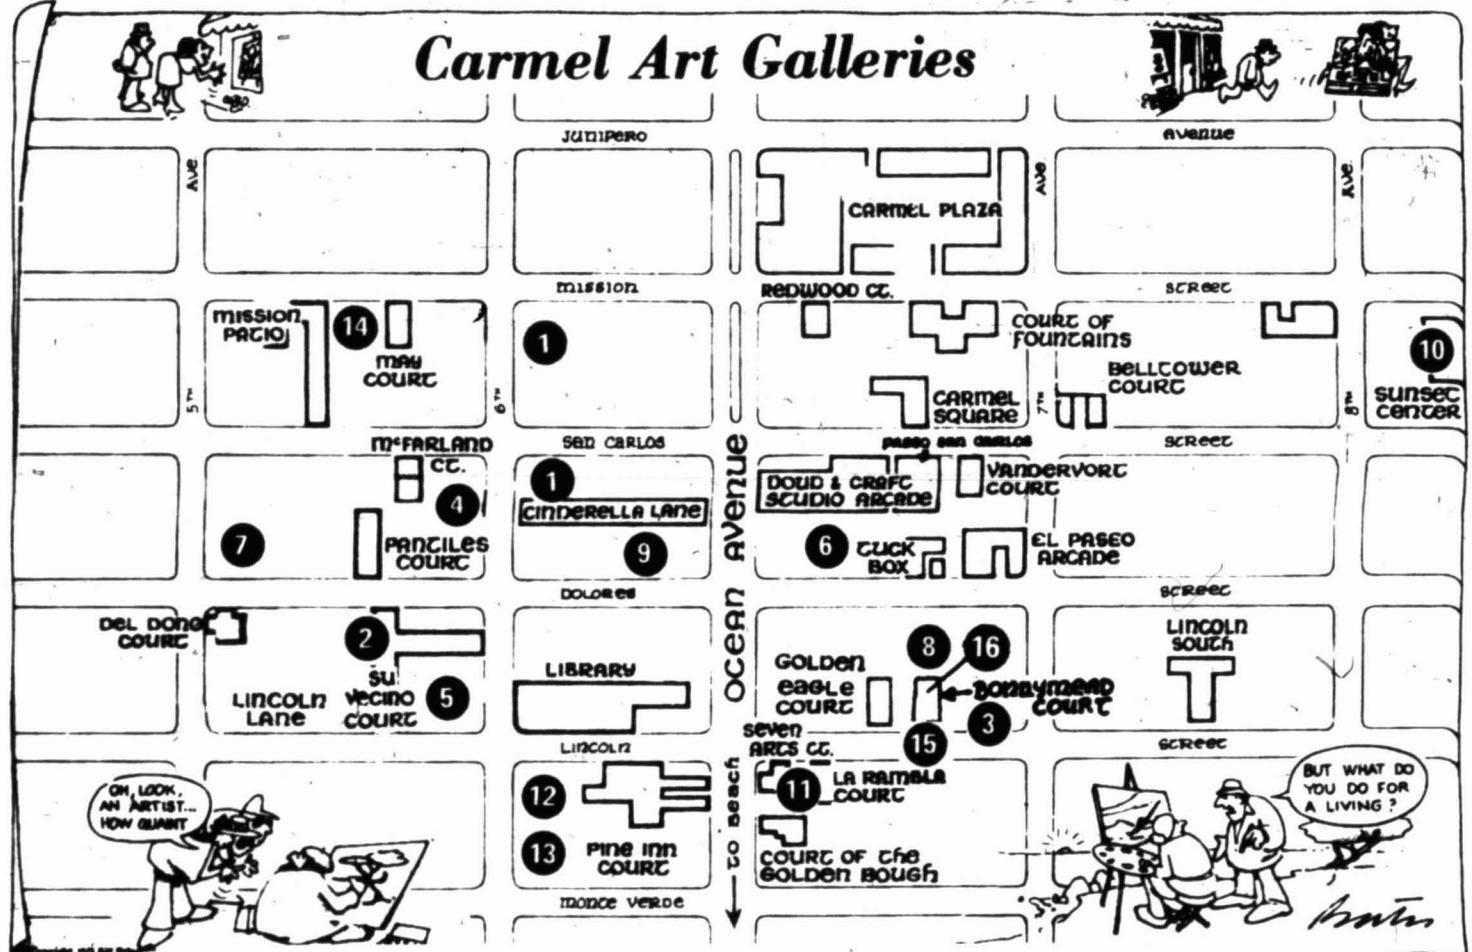 Carmel Art Galleries
JUNIPERO
AVENUE
AVE
AVE
AVE.
CARMEL PLAZA
MISSION
STREET
REDWOOD CT.
MISSION
PATIO
14
MAY
COURT
1
COURT OF
FOUNTAINS
BELLTOWER
COURT
10
SUNSET
CENTER
CARMEL
SQUARE
5TH
6TH
7TH
8TH
SAN CARLOS
STREET
McFARLAND
CT.
PASEO SAN CARLOS
4
1
CINDERELLA LANE
DOUD & CRAFT
STUDIO ARCADE
VANDERVORT
COURT
7
PANTILES
COURT
9
6
TUCK
BOX
EL PASEO
ARCADE
OCEAN AVENUE
DOLORES
STREET
DEL DONO
COURT
2
SU
VECINO
COURT
5
LINCOLN
LANE
LIBRARY
GOLDEN
EAGLE
COURT
8
16
BONNYMEAD
COURT
3
15
LINCOLN
SOUTH
SEVEN
ARTS CT.
LINCOLN
STREET
12
13
PINE INN
COURT
11
LA RAMBLA
COURT
COURT OF THE
GOLDEN BOUGH
TO BEACH
MONTE VERDE
OH, LOOK,
AN ARTIST...
HOW QUAINT
BUT WHAT DO
YOU DO FOR
A LIVING?